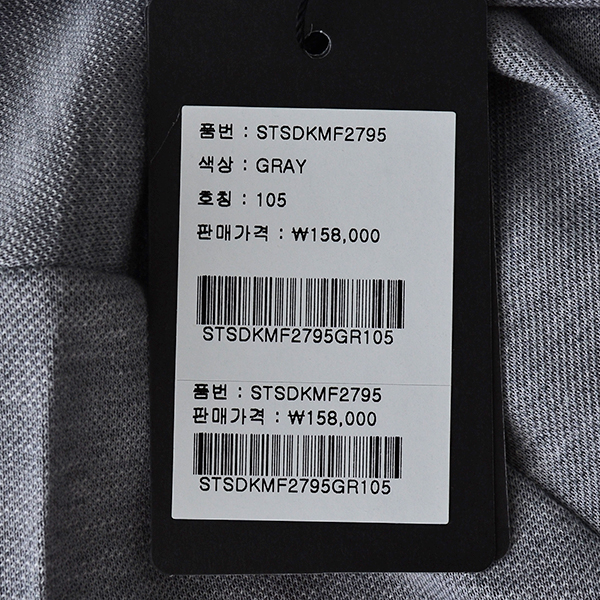 품번 : STSDKMF2795
색상 : GRAY
호칭 : 105
판매가격 : ₩158,000
STSDKMF2795GR105
품번 : STSDKMF2795
판매가격 : ₩158,000
STSDKMF2795GR105